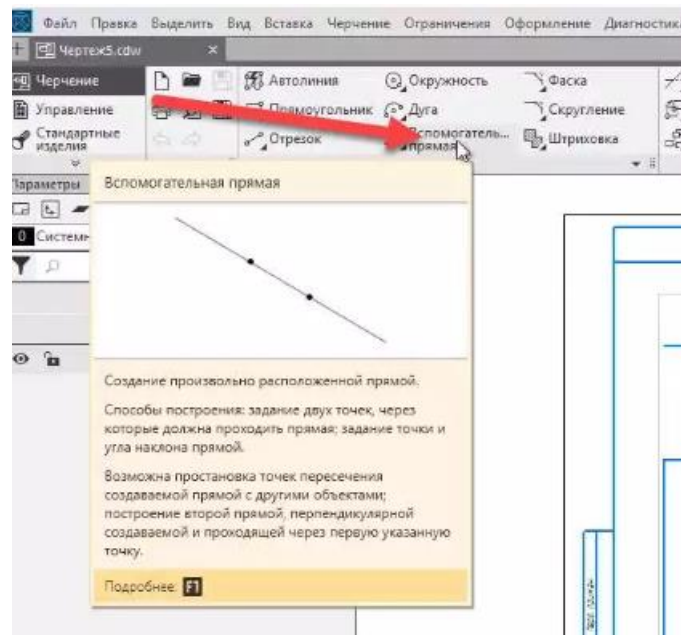 Файл Правка Выделить Вид Вставка Черчение Ограничения Оформление Диагностика
+ Чертеж5.cdw ×
Черчение Автолиния Окружность Фаска
Управление Прямоугольник Дуга Скругление
Стандартные изделия Отрезок Вспомогатель... прямая Штриховка
Параметры
0 Системн
Вспомогательная прямая
Создание произвольно расположенной прямой.
Способы построения: задание двух точек, через
которые должна проходить прямая; задание точки и
угла наклона прямой.
Возможна простановка точек пересечения
создаваемой прямой с другими объектами;
построение второй прямой, перпендикулярной
создаваемой и проходящей через первую указанную
точку.
Подробнее: F1